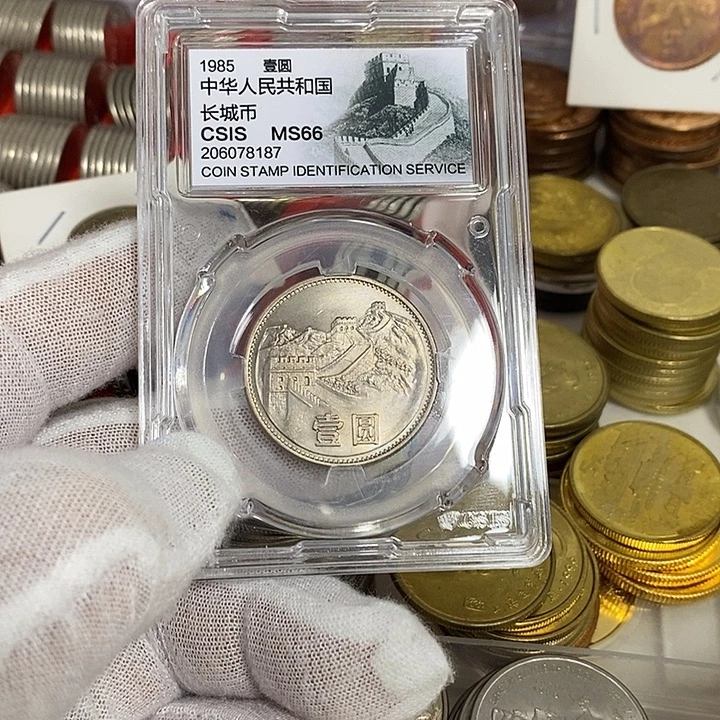 1985 壹圆
中华人民共和国
长城币
CSIS MS66
206078187
COIN STAMP IDENTIFICATION SERVICE
壹圆